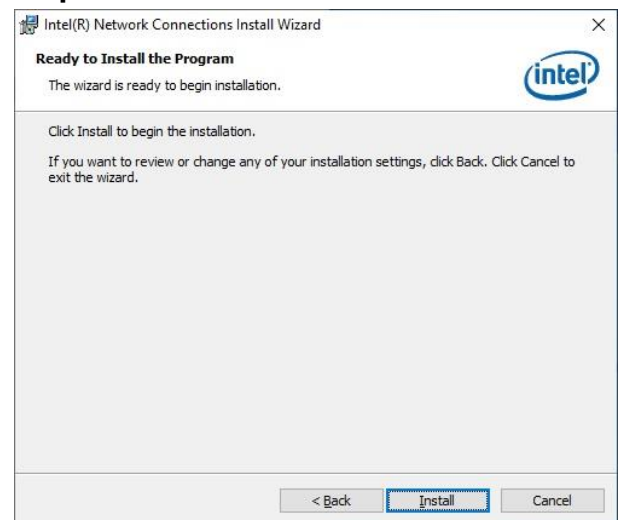 Intel(R) Network Connections Install Wizard
Ready to Install the Program
The wizard is ready to begin installation.
intel
Click Install to begin the installation.
If you want to review or change any of your installation settings, click Back. Click Cancel to
exit the wizard.
< Back
Install
Cancel